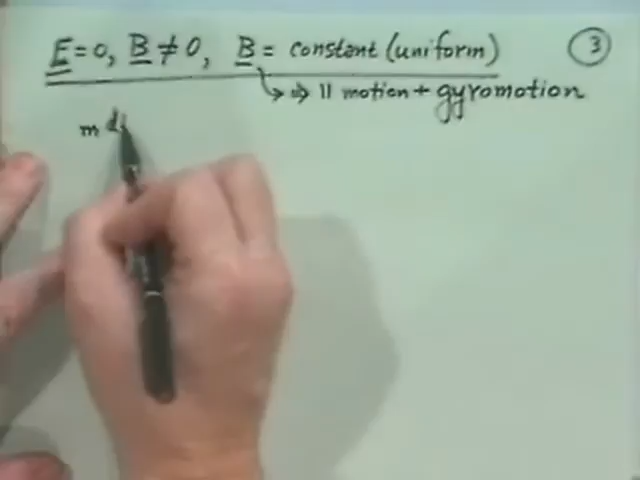 E = 0, B ≠ 0, B = constant (uniform) 3
↳ ⇒ || motion + gyromotion
m d